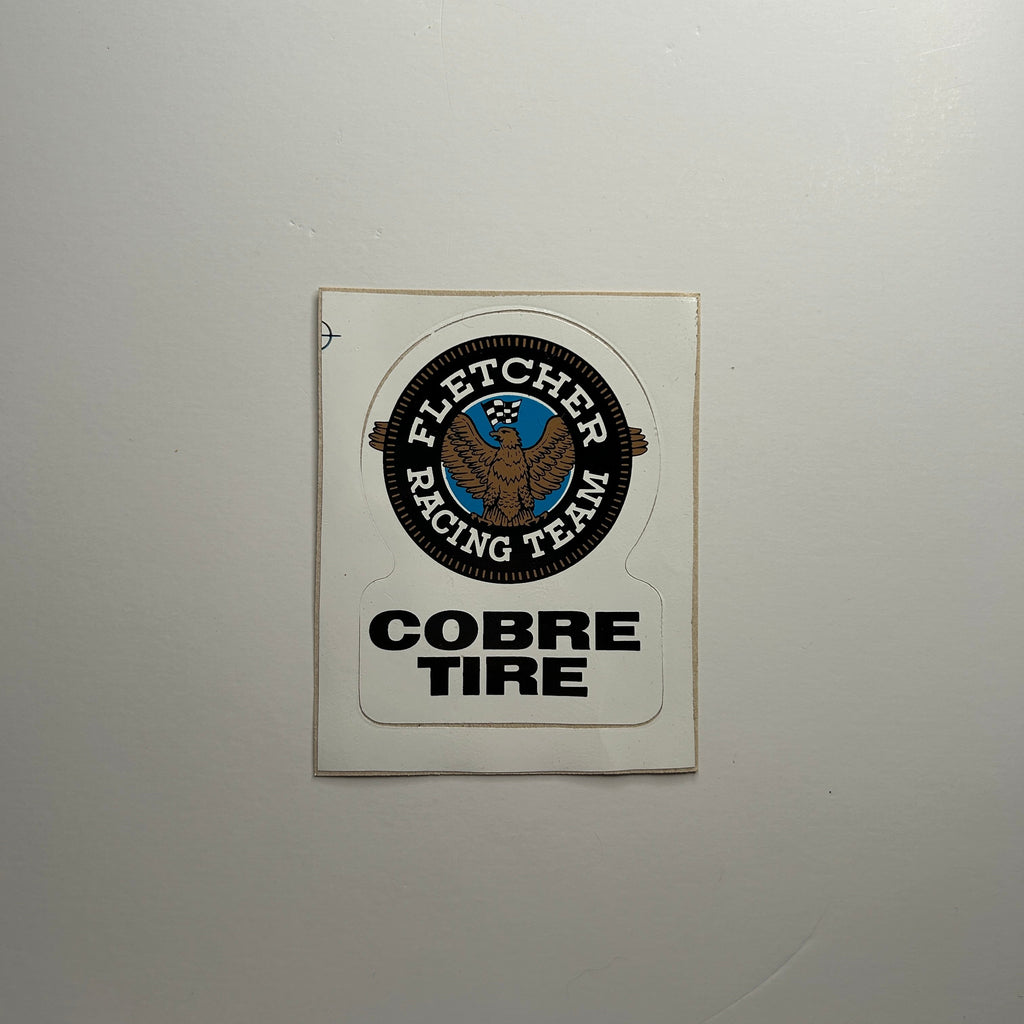 FLETCHER
RACING TEAM
COBRE
TIRE